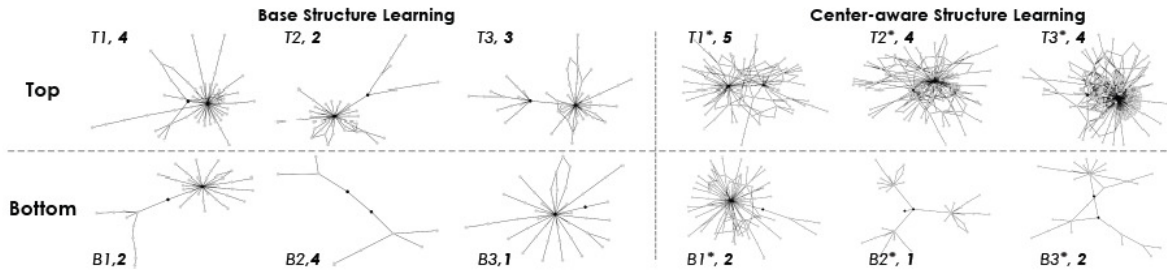 Base Structure Learning
Center-aware Structure Learning
T1, 4
T2, 2
T3, 3
T1*, 5
T2*, 4
T3*, 4
Top
Bottom
B1,2
B2,4
B3,1
B1*, 2
B2*, 1
B3*, 2